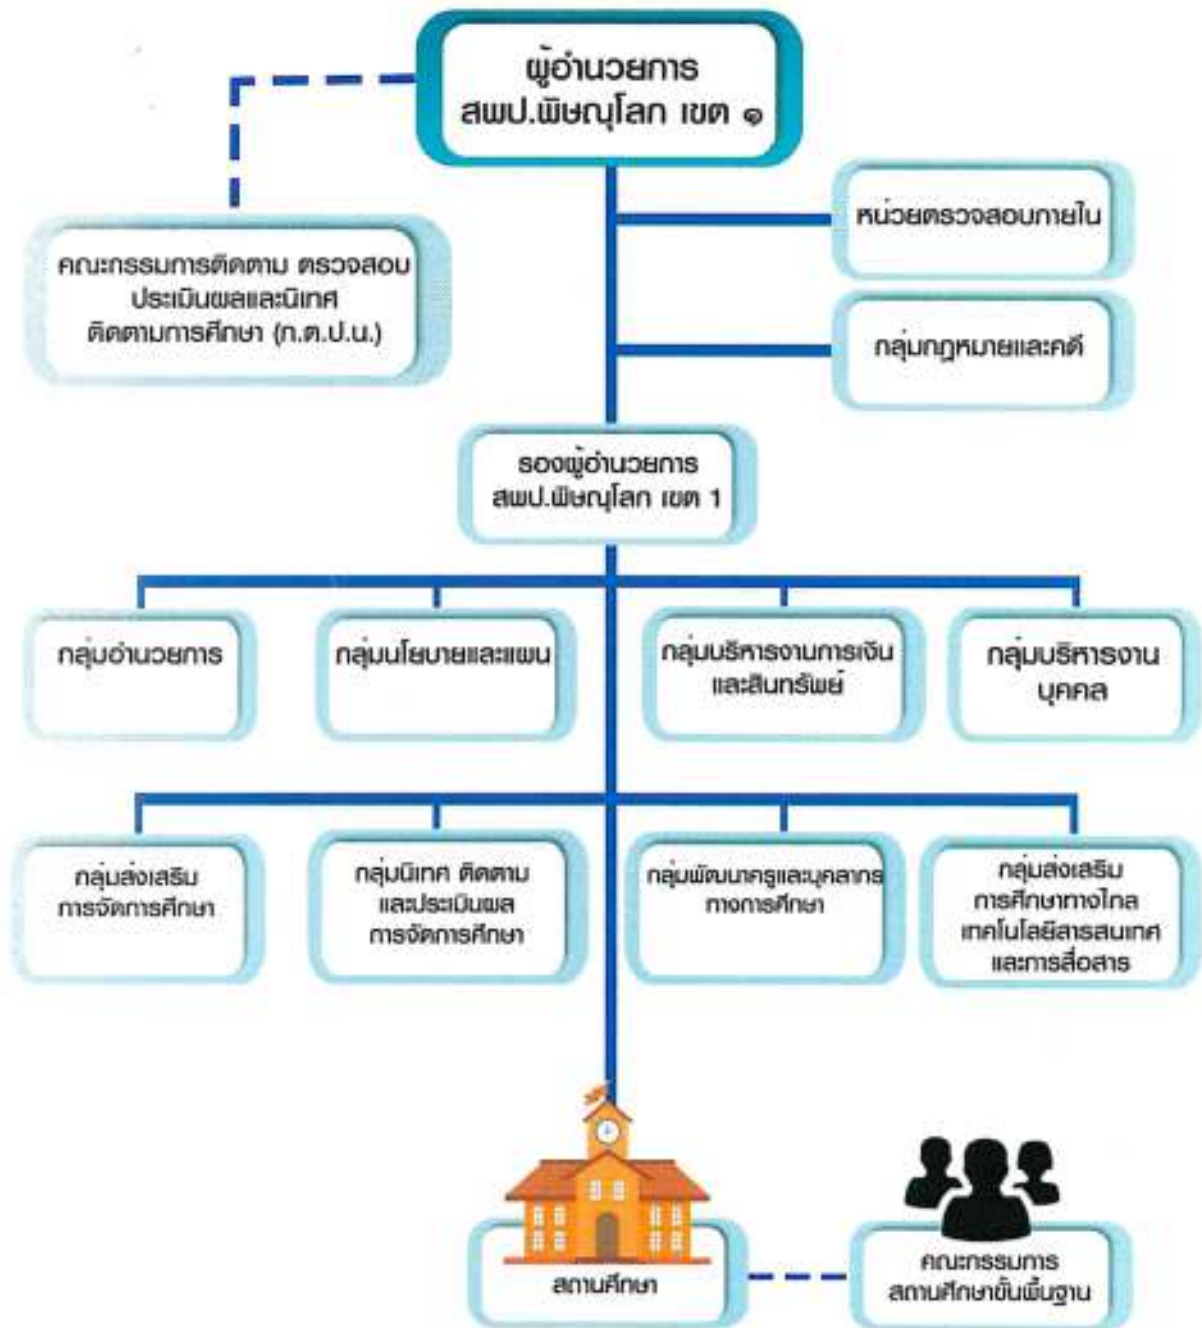 ผู้อำนวยการ
สพป.พิษณุโลก เขต ๑
หน่วยตรวจสอบภายใน
คณะกรรมการติดตาม ตรวจสอบ
ประเมินผลและนิเทศ
ติดตามการศึกษา (ก.ต.ป.น.)
กลุ่มกฎหมายและคดี
รองผู้อำนวยการ
สพป.พิษณุโลก เขต 1
กลุ่มอำนวยการ
กลุ่มนโยบายและแผน
กลุ่มบริหารงานการเงิน
และสินทรัพย์
กลุ่มบริหารงาน
บุคคล
กลุ่มส่งเสริม
การจัดการศึกษา
กลุ่มนิเทศ ติดตาม
และประเมินผล
การจัดการศึกษา
กลุ่มพัฒนาครูและบุคลากร
ทางการศึกษา
กลุ่มส่งเสริม
การศึกษาทางไกล
เทคโนโลยีสารสนเทศ
และการสื่อสาร
สถานศึกษา
คณะกรรมการ
สถานศึกษาขั้นพื้นฐาน